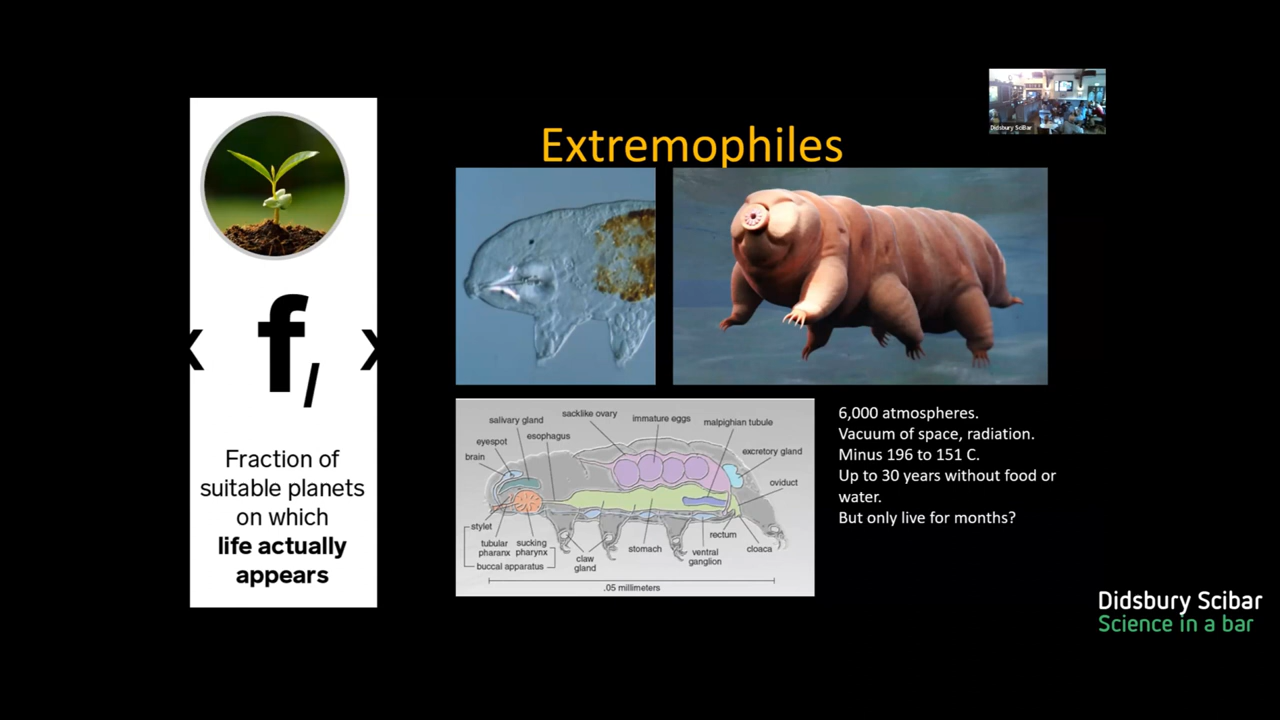 Extremophiles
Didsbury SciBar
x f l x
Fraction of
suitable planets
on which
life actually
appears
salivary gland
sacklike ovary
immature eggs
malpighian tubule
eyespot
esophagus
brain
excretory gland
oviduct
stylet
tubular
pharanx
sucking
pharynx
buccal apparatus
claw
gland
stomach
ventral
ganglion
rectum
cloaca
.05 millimeters
6,000 atmospheres.
Vacuum of space, radiation.
Minus 196 to 151 C.
Up to 30 years without food or
water.
But only live for months?
Didsbury Scibar
Science in a bar